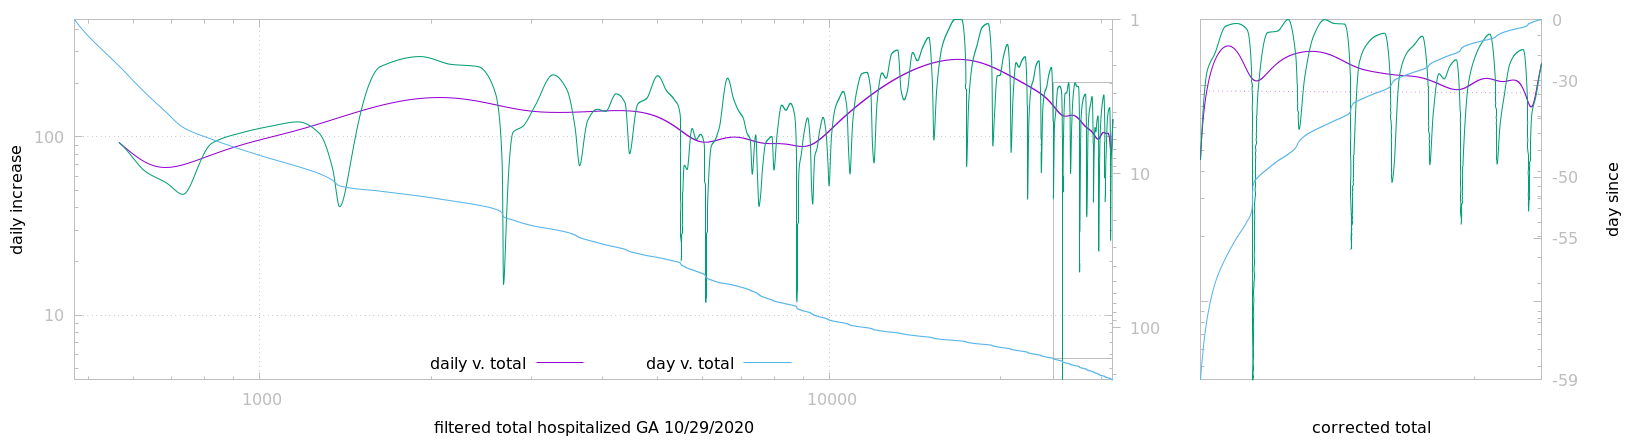 daily increase
100
10
1000
10000
1
10
100
daily v. total
day v. total
filtered total hospitalized GA 10/29/2020
0
-30
-50
-55
-59
day since
corrected total